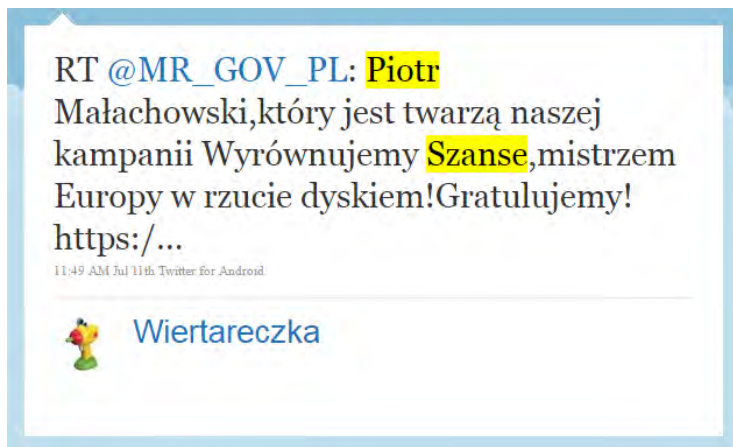 RT @MR_GOV_PL: Piotr
Małachowski,który jest twarzą naszej
kampanii Wyrównujemy Szanse,mistrzem
Europy w rzucie dyskiem!Gratulujemy!
https:/...
11:49 AM Jul 11th Twitter for Android
Wiertareczka